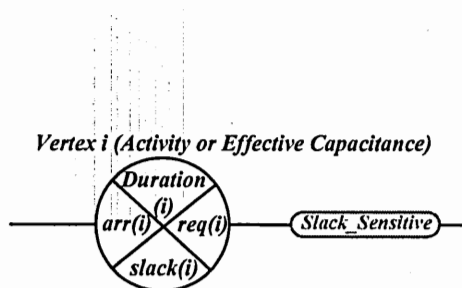 Vertex i (Activity or Effective Capacitance)
Duration
(i)
arr(i) req(i)
slack(i)
Slack_Sensitive